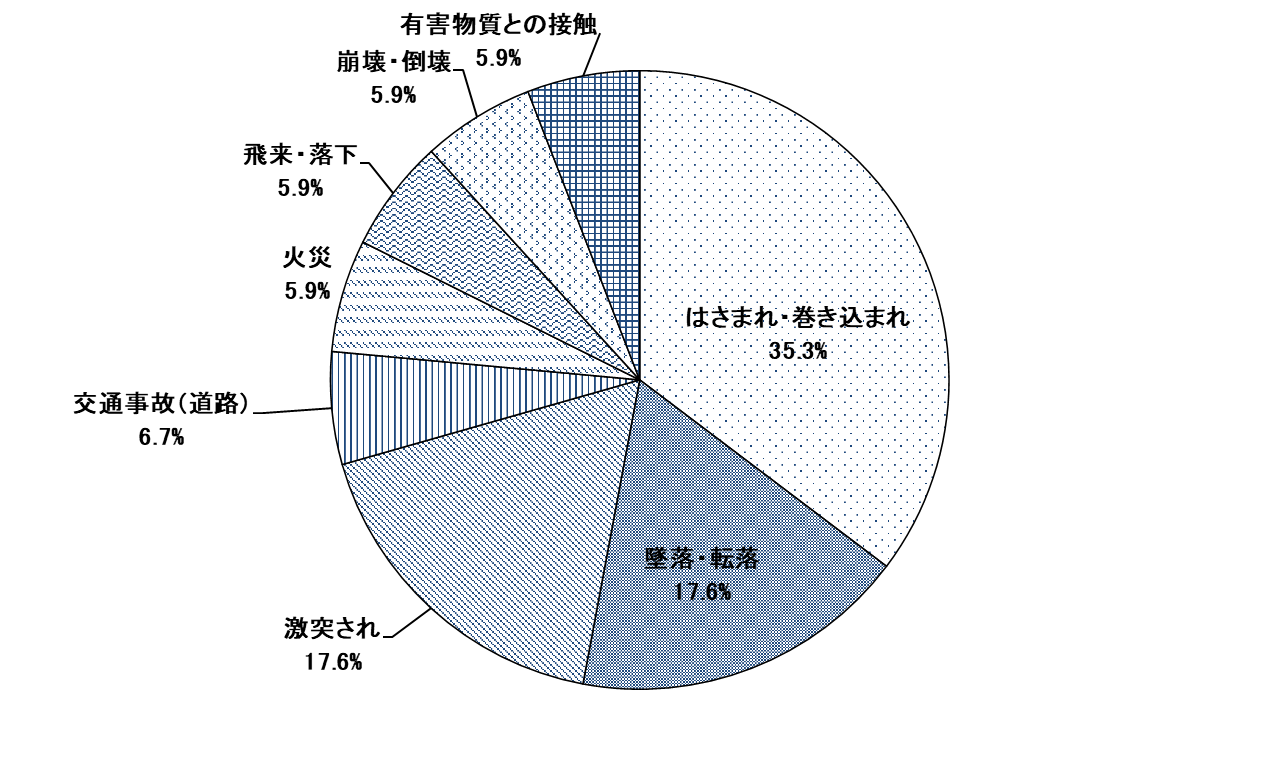 有害物質との接触
5.9%
崩壊・倒壊
5.9%
飛来・落下
5.9%
火災
5.9%
はさまれ・巻き込まれ
35.3%
交通事故(道路)
6.7%
墜落・転落
17.6%
激突され
17.6%